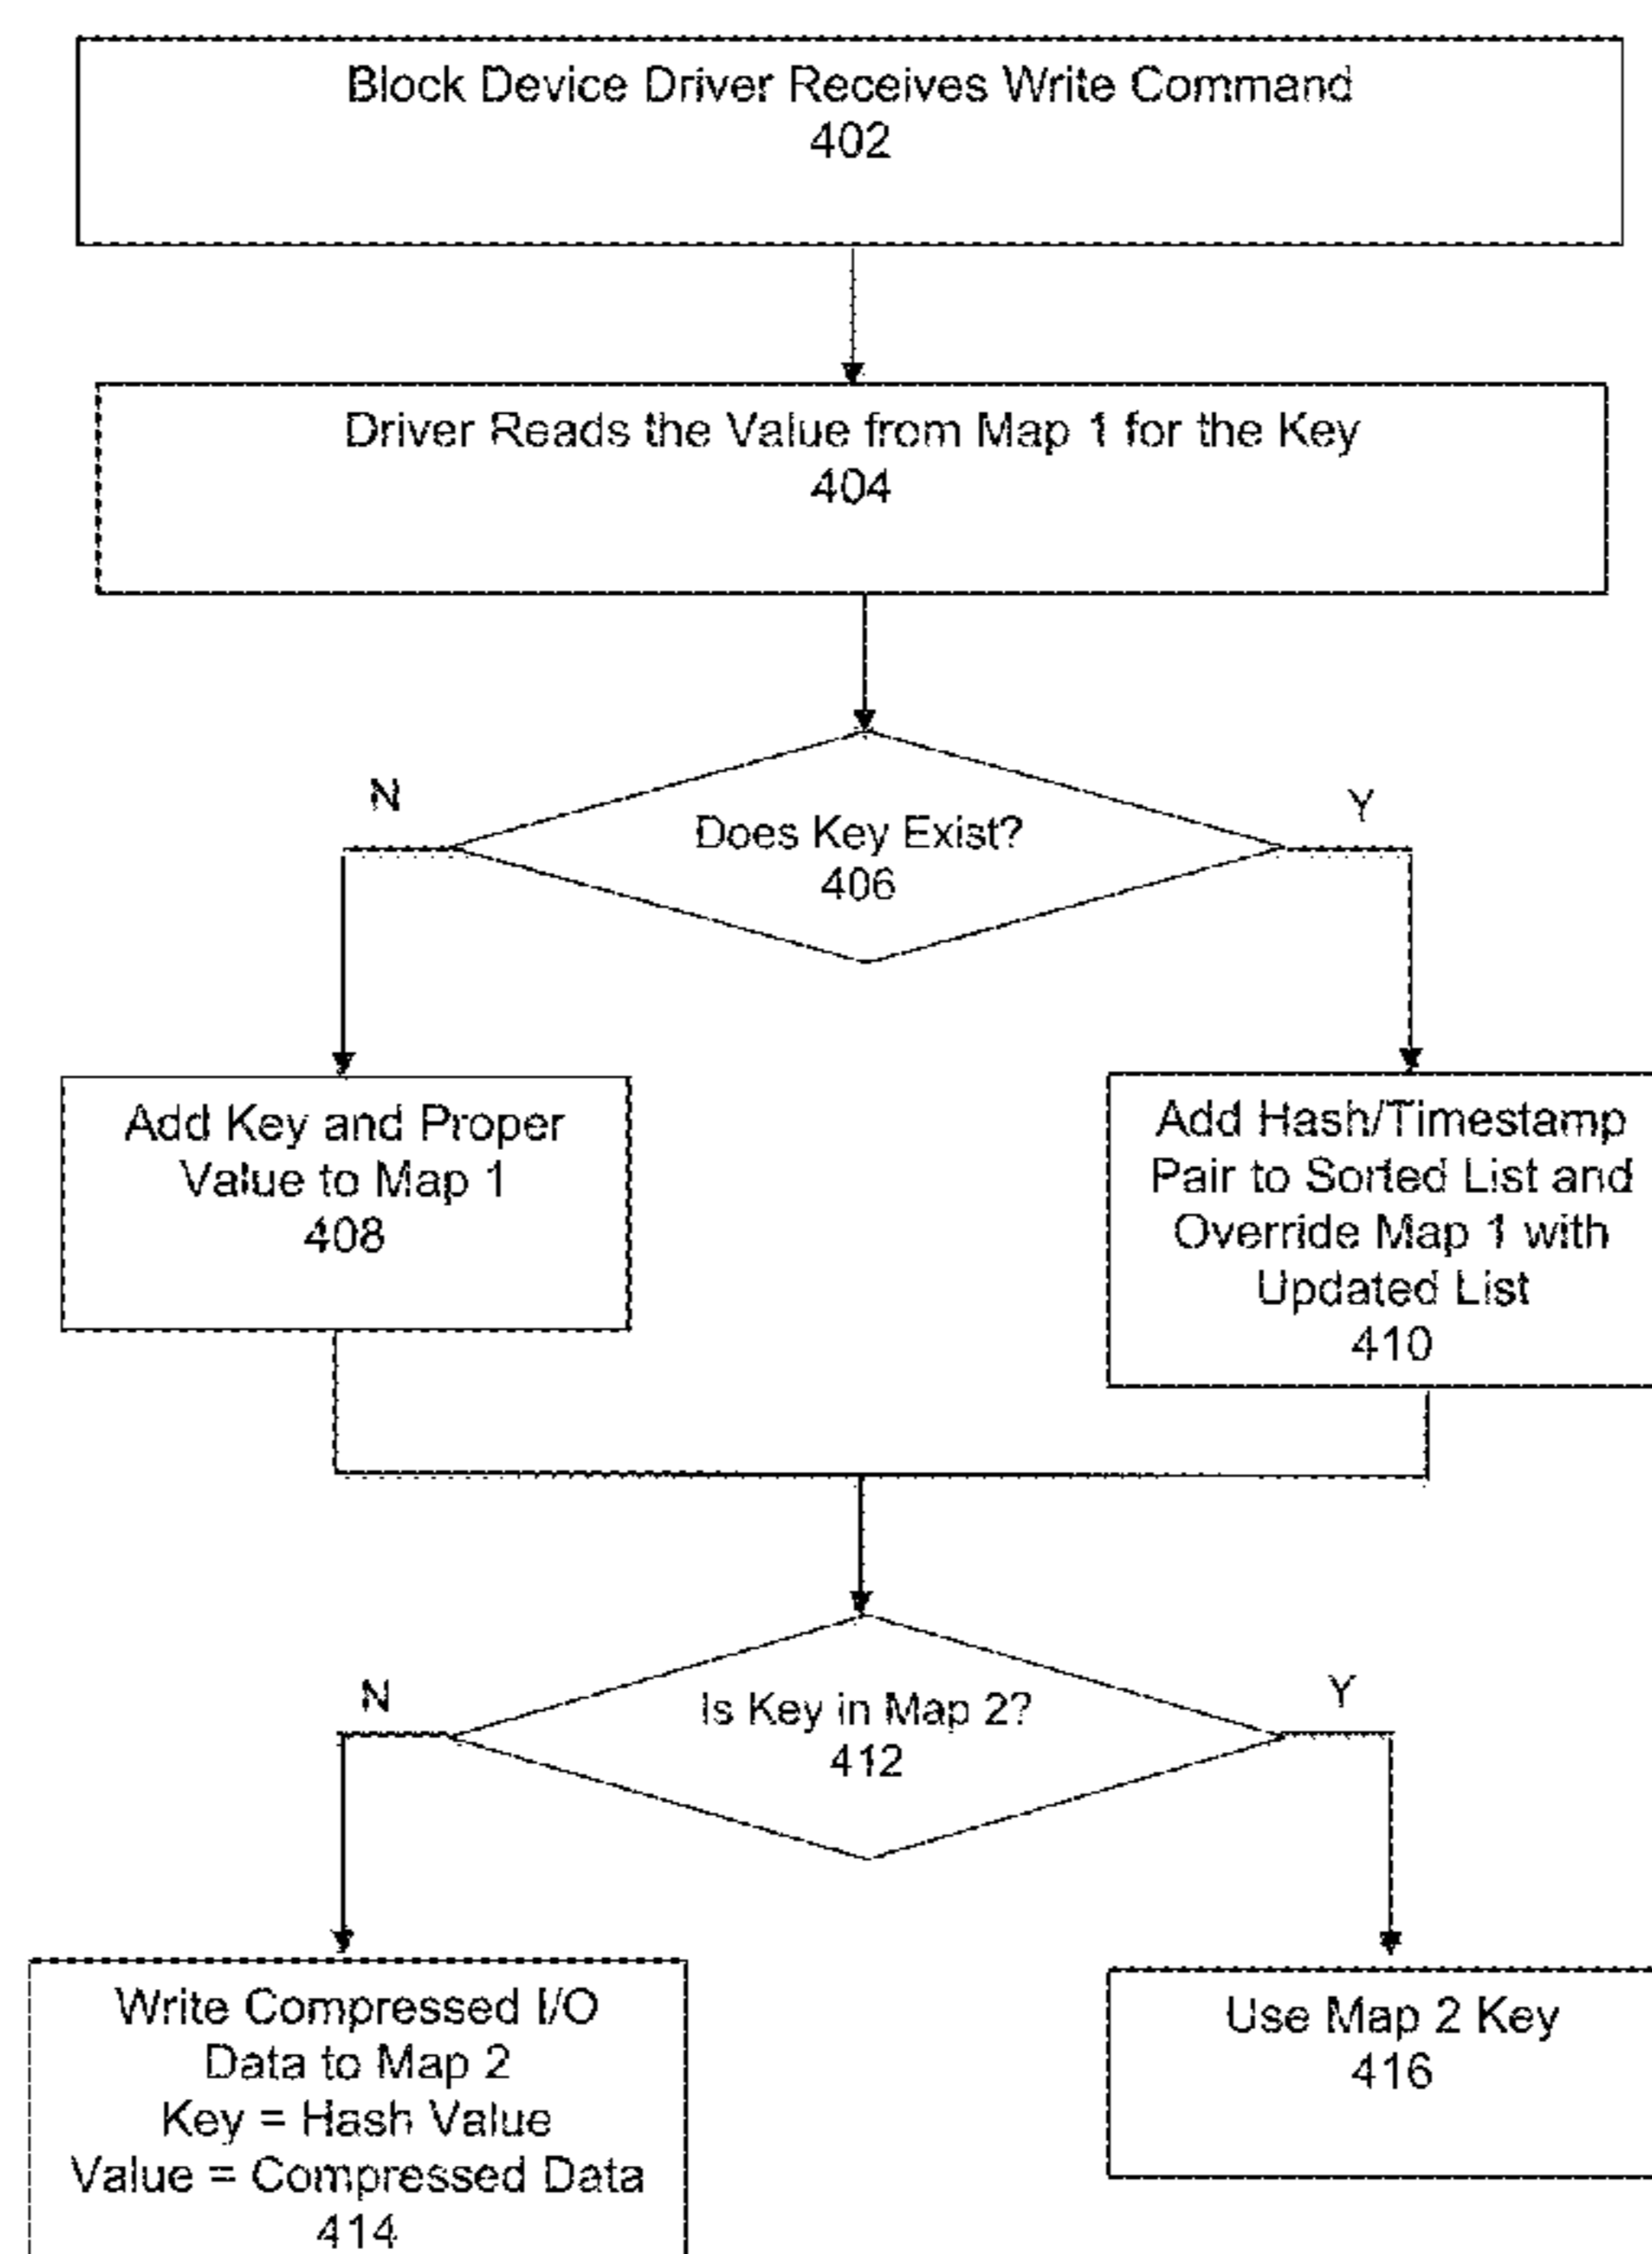 Block Device Driver Receives Write Command
402
Driver Reads the Value from Map 1 for the Key
404
N
Y
Does Key Exist?
406
Add Key and Proper
Value to Map 1
408
Add Hash/Timestamp
Pair to Sorted List and
Override Map 1 with
Updated List
410
N
Y
Is Key in Map 2?
412
Write Compressed I/O
Data to Map 2
Key = Hash Value
Value = Compressed Data
414
Use Map 2 Key
416